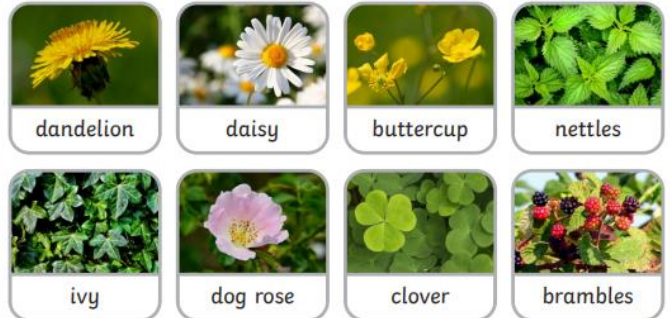 dandelion
daisy
buttercup
nettles
ivy
dog rose
clover
brambles